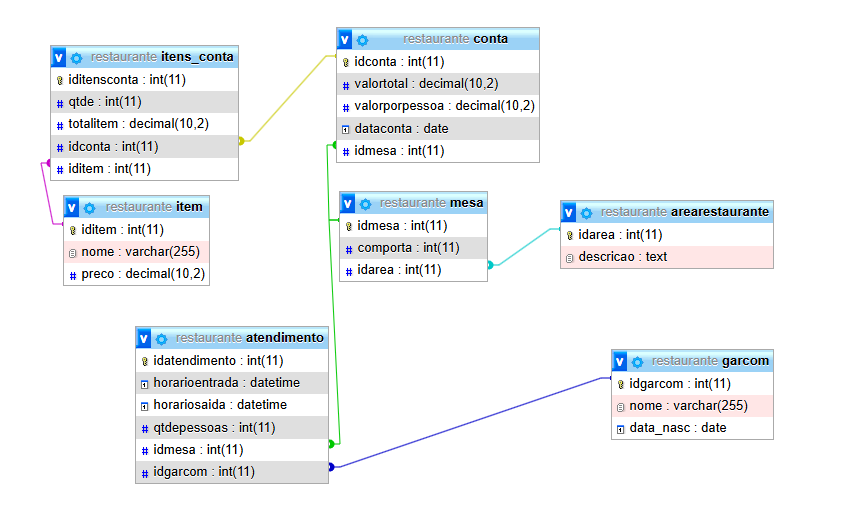 v restaurante itens_conta
iditensconta : int(11)
# qtde : int(11)
# totalitem : decimal(10,2)
# idconta : int(11)
# iditem : int(11)
v restaurante conta
idconta : int(11)
# valortotal : decimal(10,2)
# valorporpessoa : decimal(10,2)
dataconta : date
# idmesa : int(11)
v restaurante item
iditem : int(11)
nome : varchar(255)
# preco : decimal(10,2)
v restaurante mesa
idmesa : int(11)
# comporta : int(11)
# idarea : int(11)
v restaurante arearestaurante
idarea : int(11)
descricao : text
v restaurante atendimento
idatendimento : int(11)
horarioentrada : datetime
horariosaida : datetime
# qtdepessoas : int(11)
# idmesa : int(11)
# idgarcom : int(11)
v restaurante garcom
idgarcom : int(11)
nome : varchar(255)
data_nasc : date